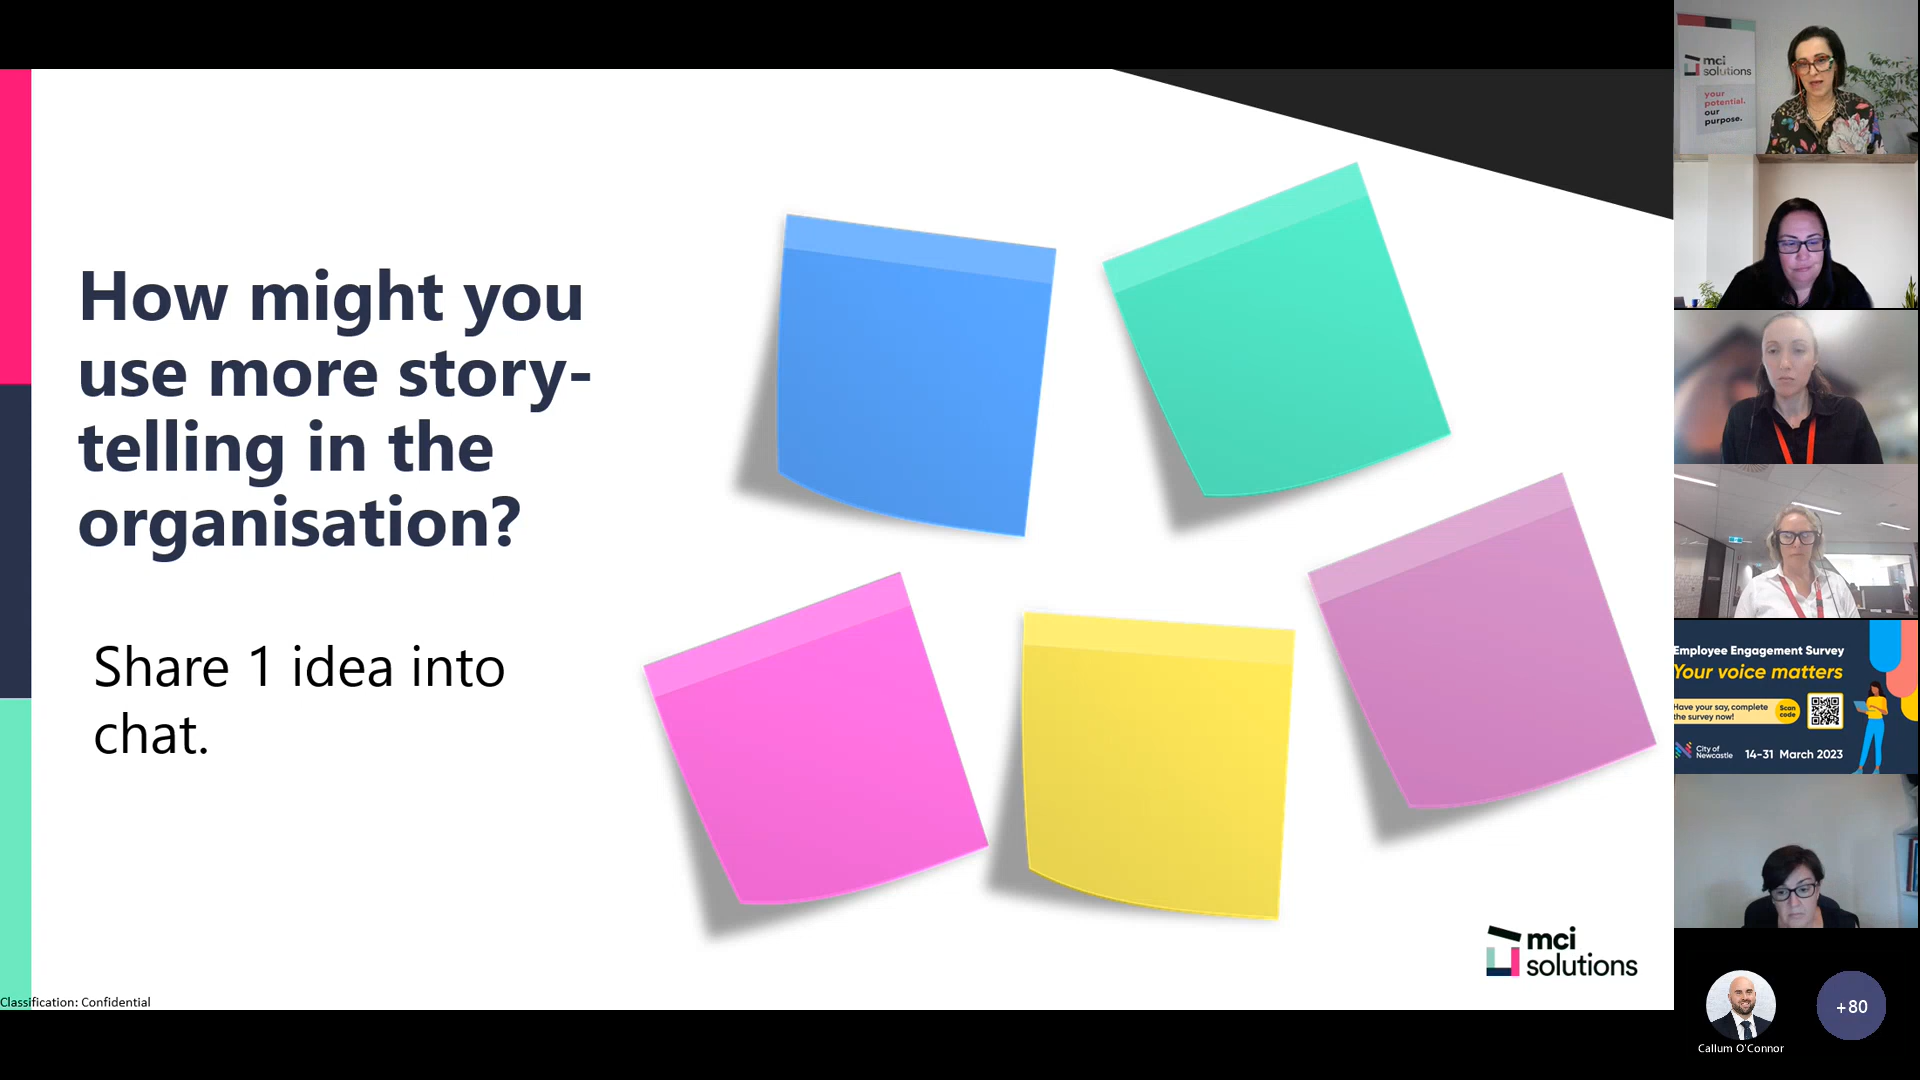 How might you
use more story-
telling in the
organisation?
Share 1 idea into
chat.
mci
solutions
Classification: Confidential
mci
solutions
your
potential.
our
purpose.
Employee Engagement Survey
Your voice matters
Have your say, complete
the survey now!
Scan
code
City of
Newcastle
14-31 March 2023
Callum O'Connor
+80